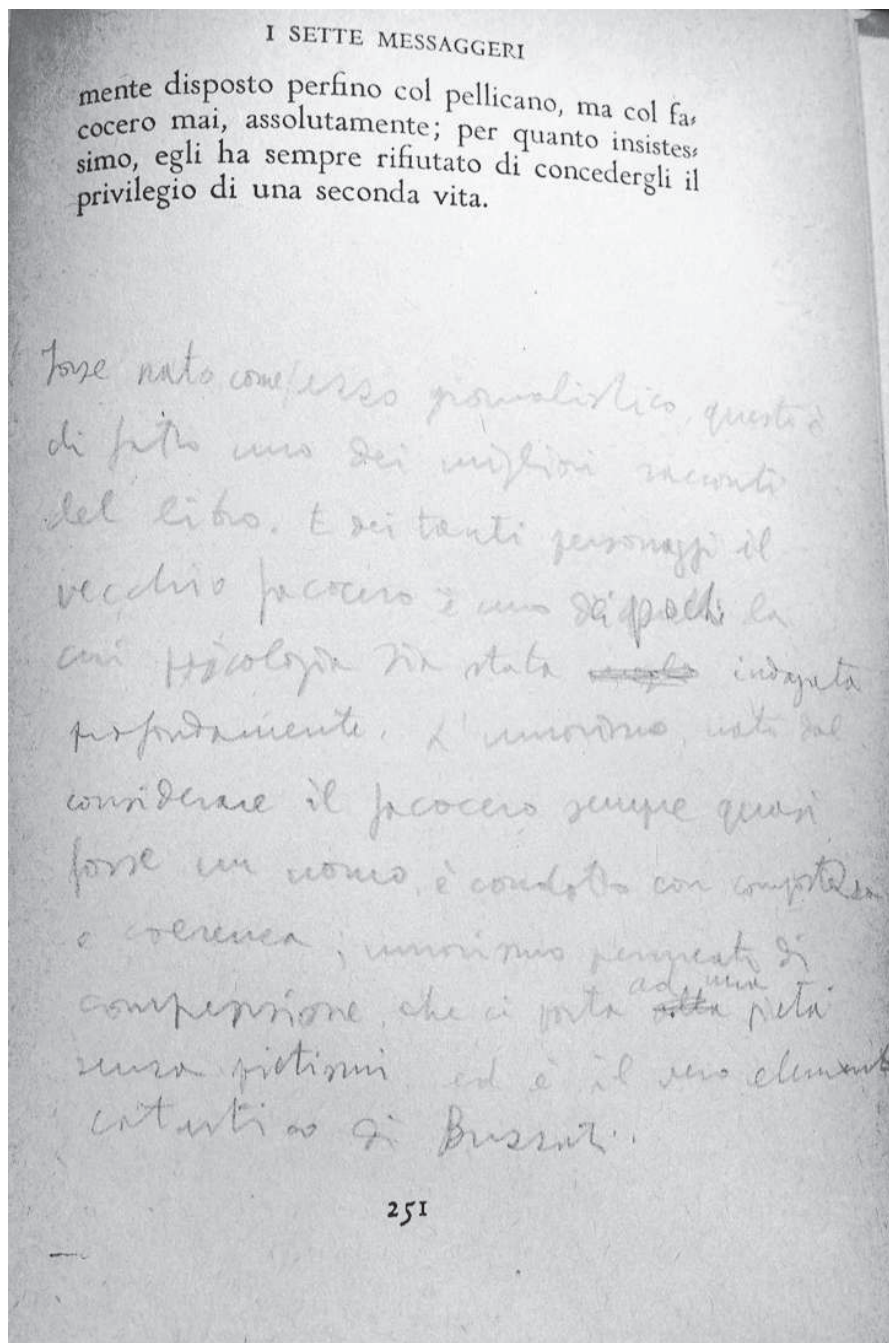 I SETTE MESSAGGERI
mente disposto perfino col pellicano, ma col fa-
cocero mai, assolutamente; per quanto insistes-
simo, egli ha sempre rifiutato di concedergli il
privilegio di una seconda vita.
Forse nato come pezzo giornalistico, questo è
di fatto uno dei migliori racconti
del libro. E dei tanti personaggi il
vecchio facocero è uno dei pochi la
cui psicologia sia stata indagata
profondamente. L'umorismo, nato dal
considerare il facocero sempre quasi
fosse un uomo, è condotto con compostezza
e coerenza; umorismo permeato di
comprensione, che ci porta ad una pietà
senza pietismi ed è il vero elemento
catartico di Buzzati.
251